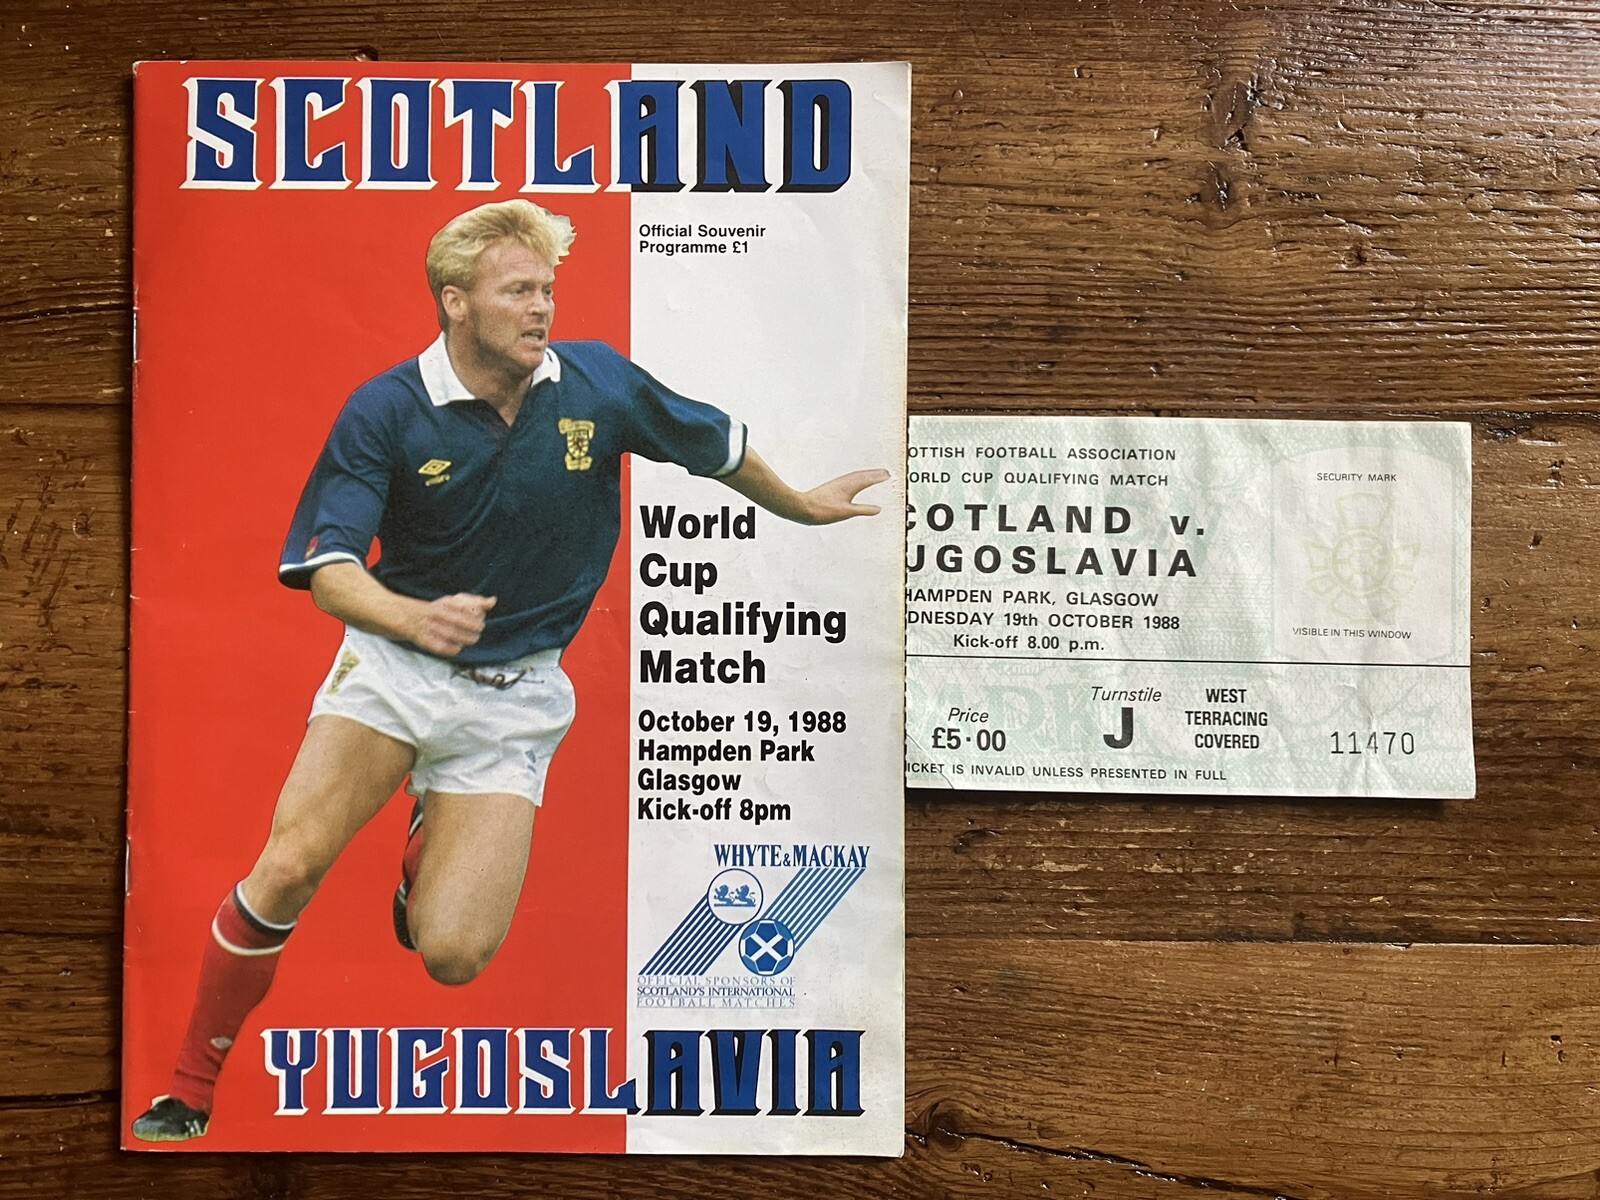 SCOTLAND
Official Souvenir
Programme £1
World
Cup
Qualifying
Match
October 19, 1988
Hampden Park
Glasgow
Kick-off 8pm
WHYTE & MACKAY
OFFICIAL SPONSORS OF
SCOTLAND'S INTERNATIONAL
FOOTBALL MATCHES
YUGOSLAVIA
OTTISH FOOTBALL ASSOCIATION
ORLD CUP QUALIFYING MATCH
COTLAND v.
UGOSLAVIA
HAMPDEN PARK, GLASGOW
DNESDAY 19th OCTOBER 1988
Kick-off 8.00 p.m.
SECURITY MARK
VISIBLE IN THIS WINDOW
Price
£5·00
Turnstile
J
WEST
TERRACING
COVERED
11470
ICKET IS INVALID UNLESS PRESENTED IN FULL